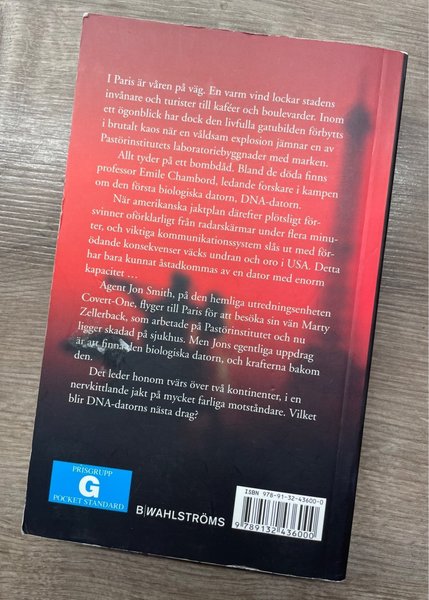 I Paris är våren på väg. En varm vind lockar stadens
invånare och turister till kaféer och boulevarder. Inom
ett ögonblick har dock den livfulla gatubilden förbytts
i brutalt kaos när en våldsam explosion jämnar en av
Pastörinstitutets laboratoriebyggnader med marken.
Allt tyder på ett bombdåd. Bland de döda finns
professor Emile Chambord, ledande forskare i kampen
om den första biologiska datorn, DNA-datorn.
När amerikanska jaktplan därefter plötsligt för-
svinner oförklarligt från radarskärmar under flera minu-
ter, och viktiga kommunikationssystem slås ut med för-
ödande konsekvenser väcks undran och oro i USA. Detta
har bara kunnat åstadkommas av en dator med enorm
kapacitet ...
Agent Jon Smith, på den hemliga utredningsenheten
Covert-One, flyger till Paris för att besöka sin vän Marty
Zellerback, som arbetade på Pastörinstitutet och nu
ligger skadad på sjukhus. Men Jons egentliga uppdrag
är att finna den biologiska datorn, och krafterna bakom
den.
Det leder honom tvärs över två kontinenter, i en
nervkittlande jakt på mycket farliga motståndare. Vilket
blir DNA-datorns nästa drag?
PRISGRUPP
G
POCKET STANDARD
B|WAHLSTRÖMS
ISBN 978-91-32-43600-0
9 789132 436000